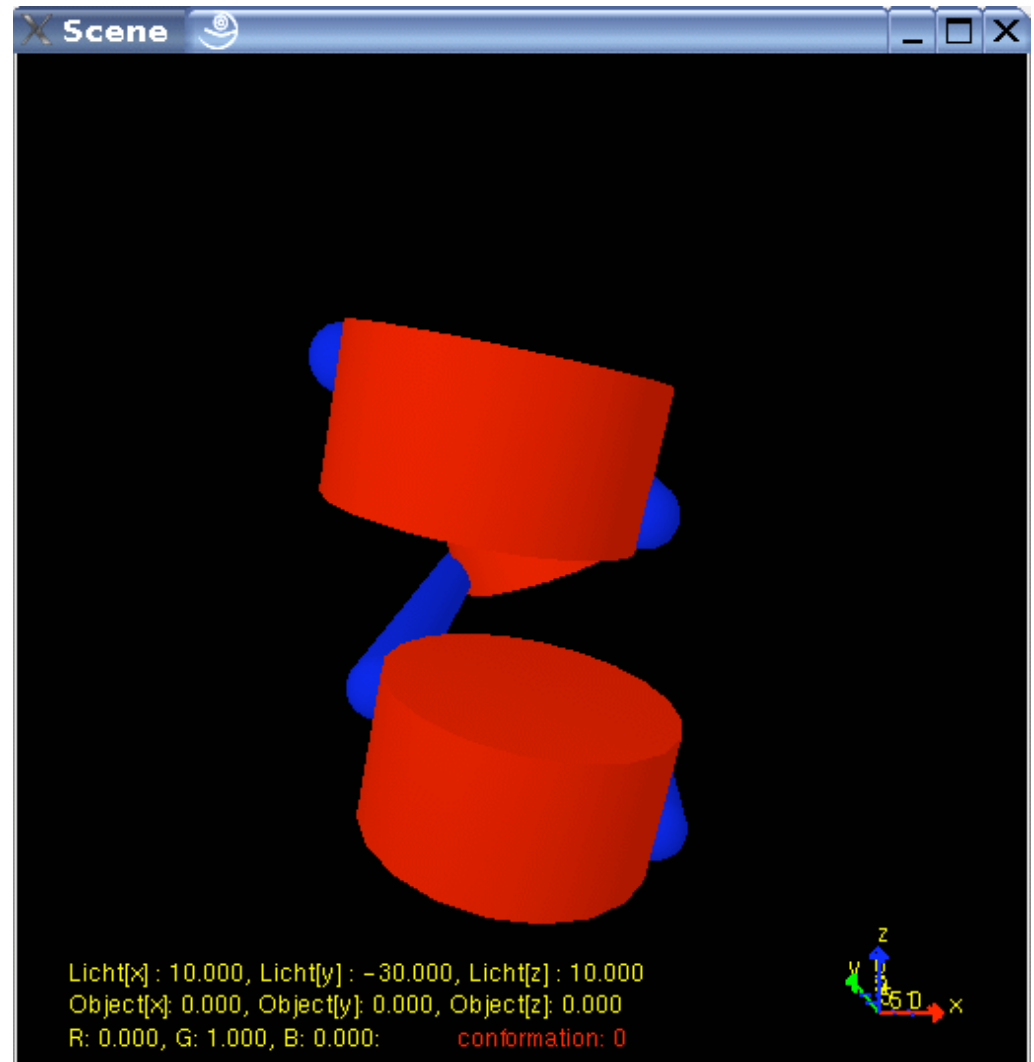 Scene
Licht[x] : 10.000, Licht[y] : −30.000, Licht[z] : 10.000
Object[x]: 0.000, Object[y]: 0.000, Object[z]: 0.000
R: 0.000, G: 1.000, B: 0.000:
conformation: 0
z
y
x